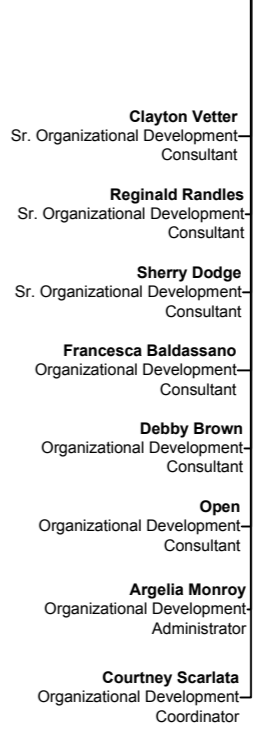 Clayton Vetter
Sr. Organizational Development
Consultant
Reginald Randles
Sr. Organizational Development
Consultant
Sherry Dodge
Sr. Organizational Development
Consultant
Francesca Baldassano
Organizational Development
Consultant
Debby Brown
Organizational Development
Consultant
Open
Organizational Development
Consultant
Argelia Monroy
Organizational Development
Administrator
Courtney Scarlata
Organizational Development
Coordinator